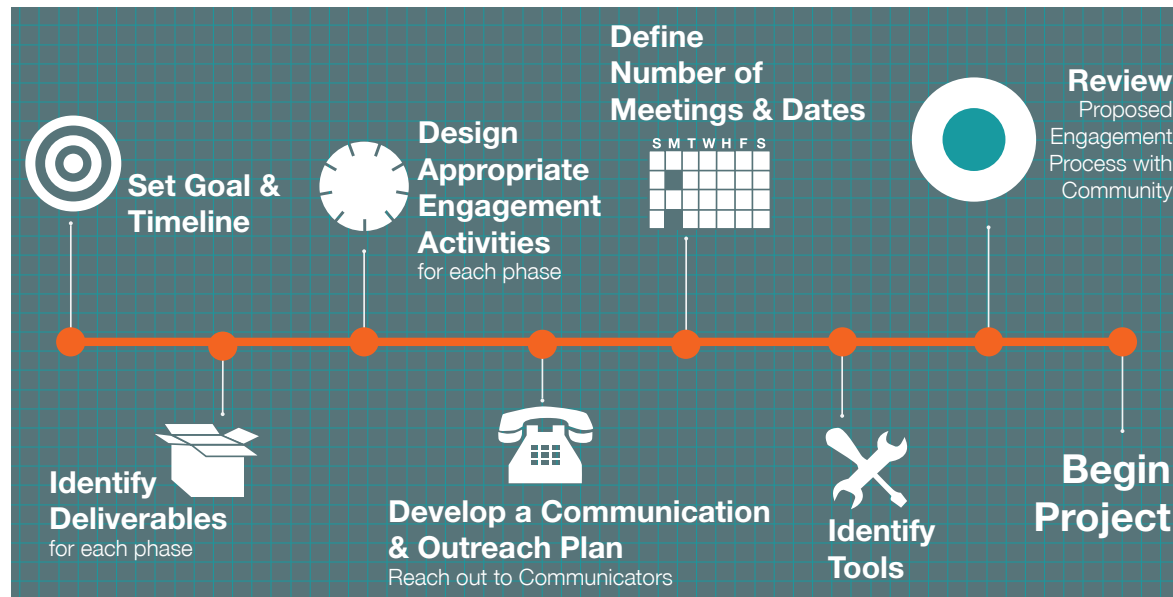 Set Goal &
Timeline
Identify
Deliverables
for each phase
Design
Appropriate
Engagement
Activities
for each phase
Develop a Communication
& Outreach Plan
Reach out to Communicators
Define
Number of
Meetings & Dates
S M T W H F S
Identify
Tools
Review
Proposed
Engagement
Process with
Community
Begin
Project